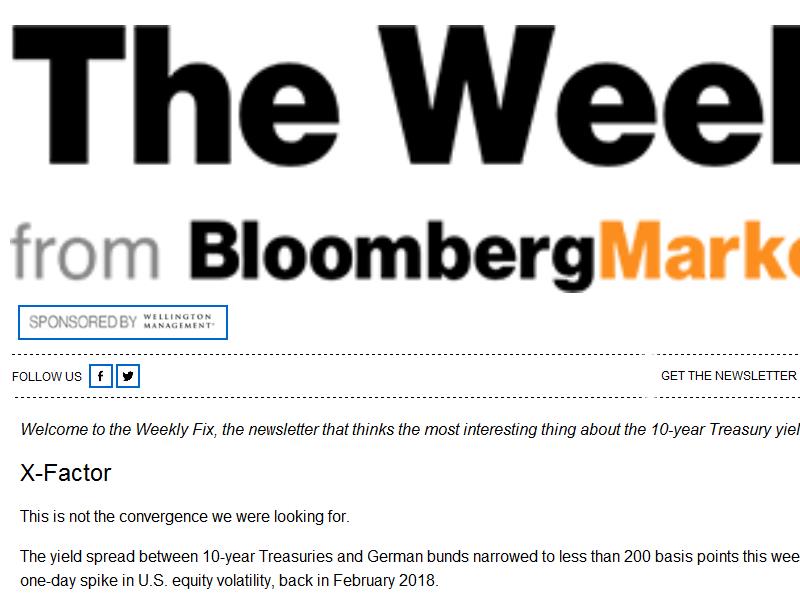 The Week
from BloombergMarke
SPONSORED BY WELLINGTON MANAGEMENT
FOLLOW US
GET THE NEWSLETTER
Welcome to the Weekly Fix, the newsletter that thinks the most interesting thing about the 10-year Treasury yiel
X-Factor
This is not the convergence we were looking for.
The yield spread between 10-year Treasuries and German bunds narrowed to less than 200 basis points this wee
one-day spike in U.S. equity volatility, back in February 2018.